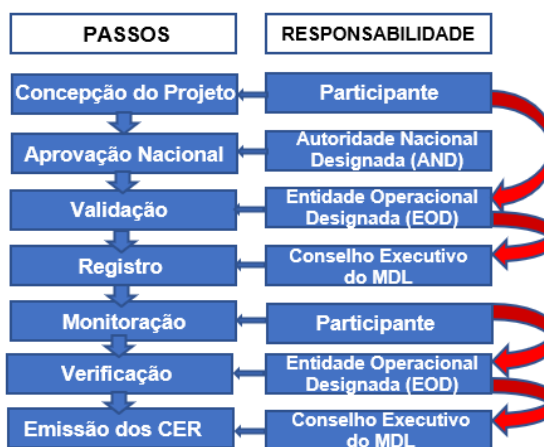 PASSOS
RESPONSABILIDADE
Concepção do Projeto
Participante
Aprovação Nacional
Autoridade Nacional
Designada (AND)
Validação
Entidade Operacional
Designada (EOD)
Registro
Conselho Executivo
do MDL
Monitoração
Participante
Verificação
Entidade Operacional
Designada (EOD)
Emissão dos CER
Conselho Executivo
do MDL